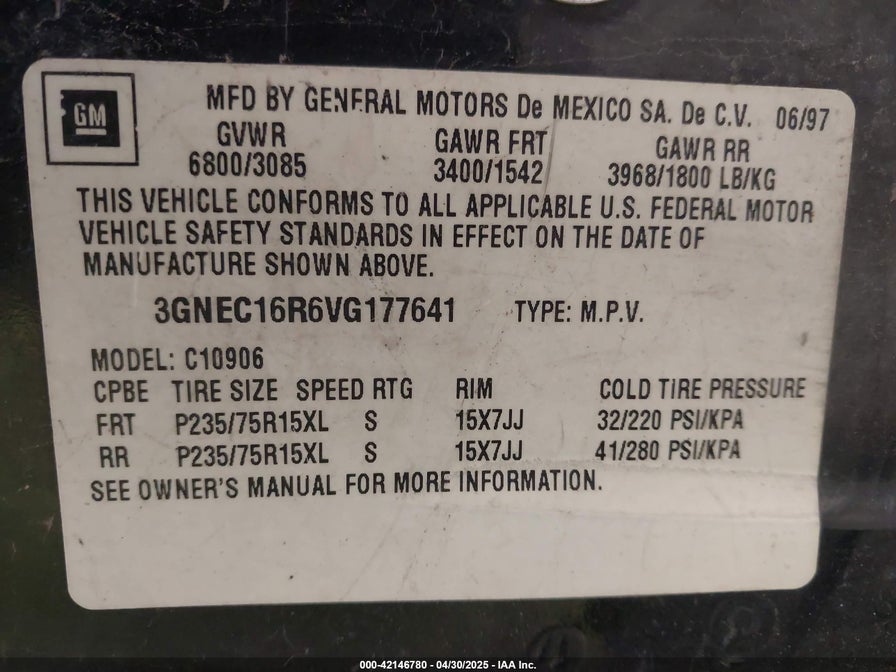 GM
MFD BY GENERAL MOTORS De MEXICO SA. De C.V. 06/97
GVWR GAWR FRT GAWR RR
6800/3085 3400/1542 3968/1800 LB/KG
THIS VEHICLE CONFORMS TO ALL APPLICABLE U.S. FEDERAL MOTOR
VEHICLE SAFETY STANDARDS IN EFFECT ON THE DATE OF
MANUFACTURE SHOWN ABOVE.
3GNEC16R6VG177641 TYPE: M.P.V.
MODEL: C10906
CPBE TIRE SIZE SPEED RTG RIM COLD TIRE PRESSURE
FRT P235/75R15XL S 15X7JJ 32/220 PSI/KPA
RR P235/75R15XL S 15X7JJ 41/280 PSI/KPA
SEE OWNER'S MANUAL FOR MORE INFORMATION.
000-42146780 - 04/30/2025 - IAA Inc.